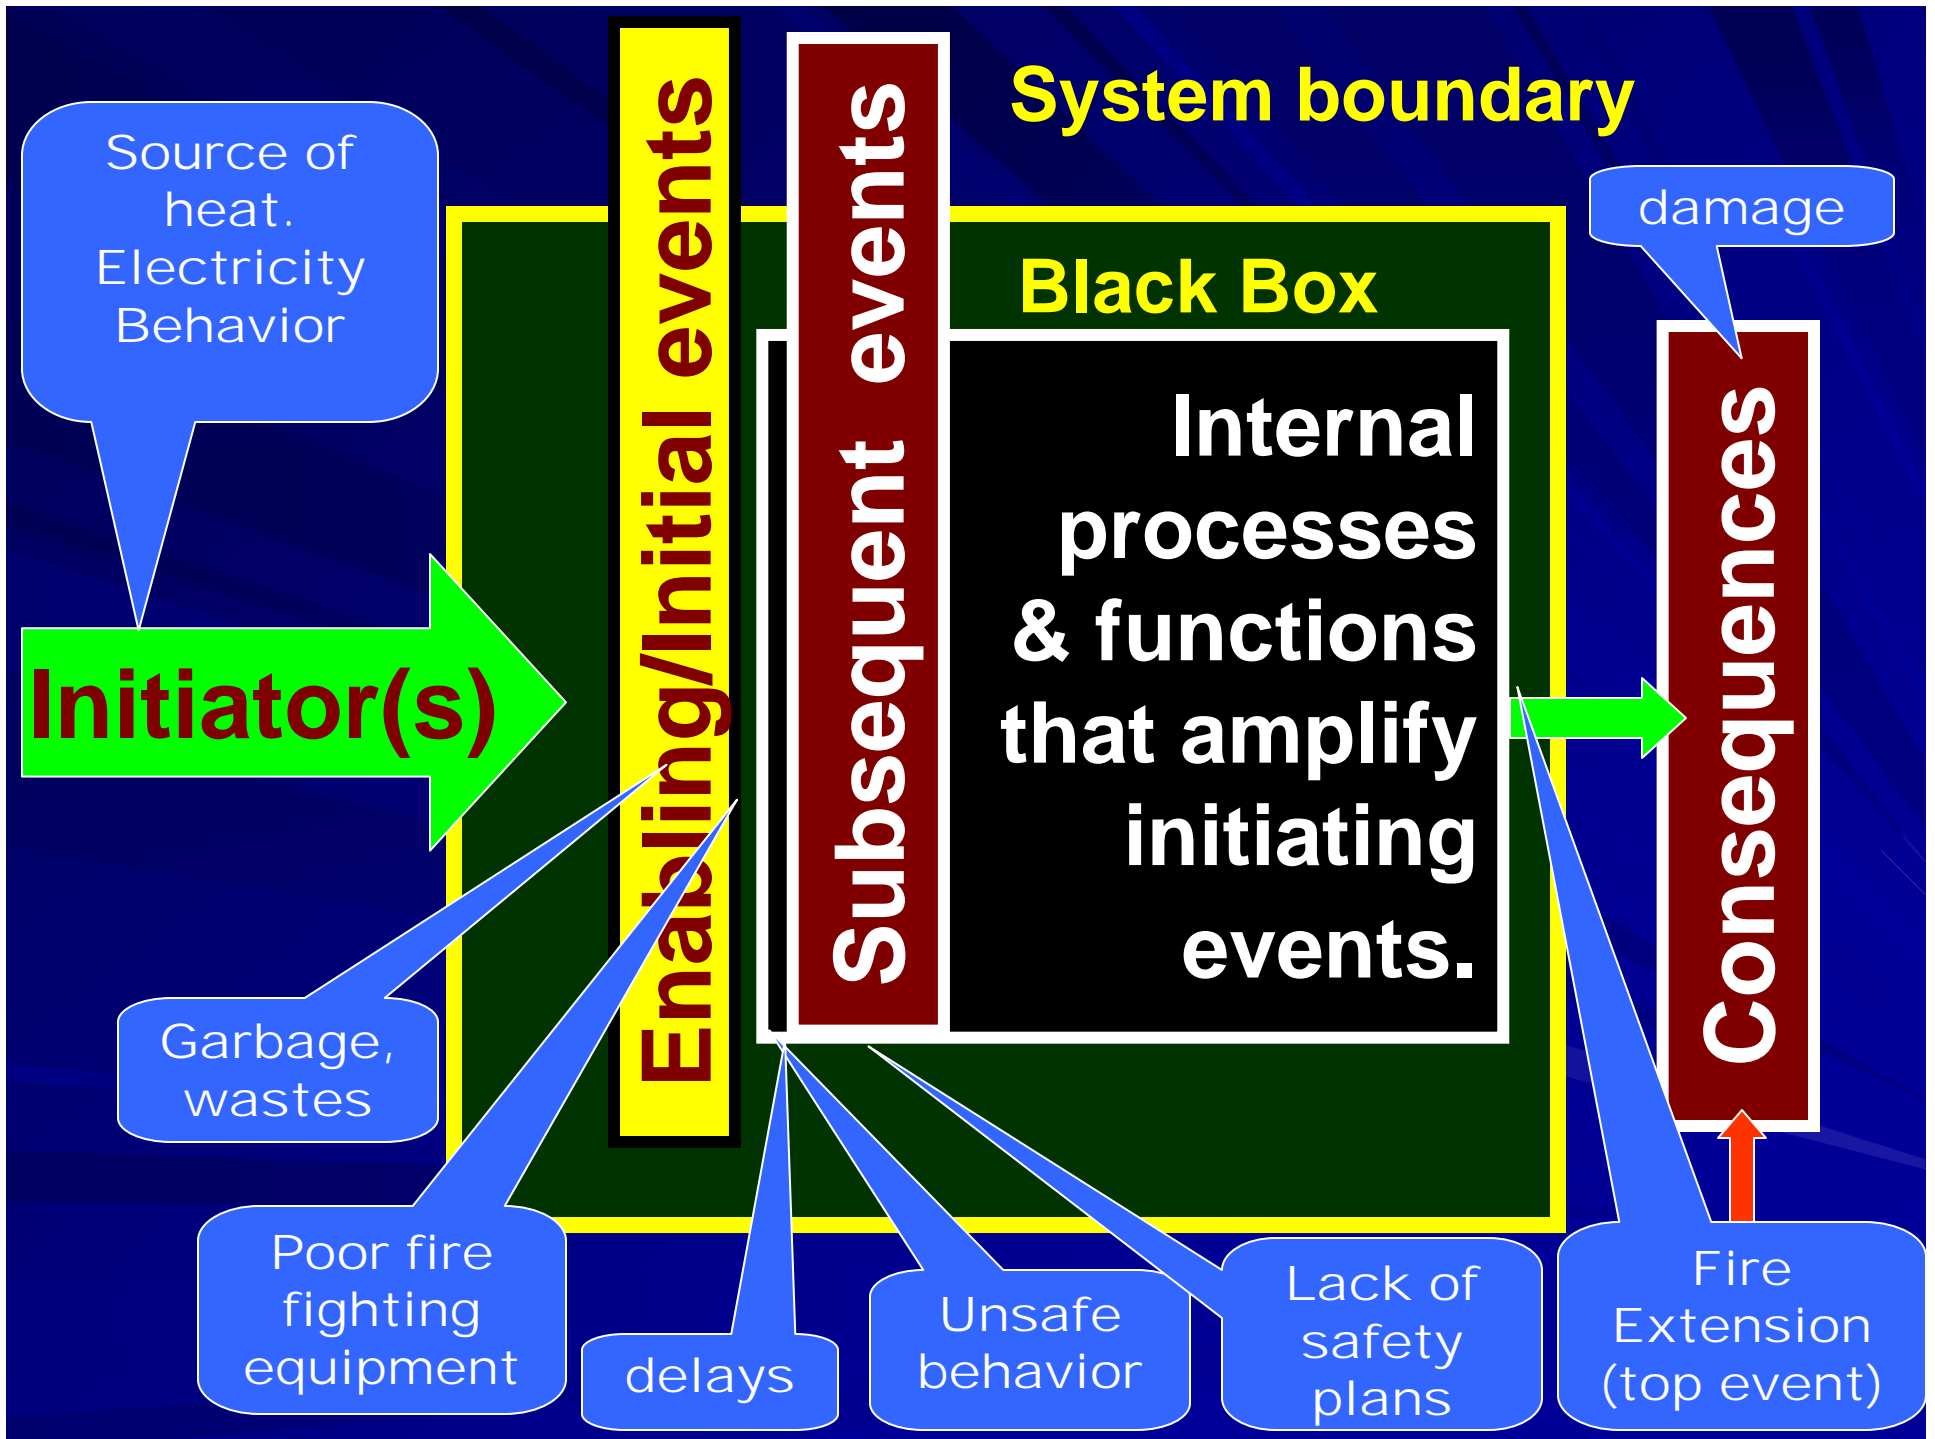 System boundary
Source of
heat.
Electricity
Behavior
damage
Black Box
Initiator(s)
Enabling/Initial events
Subsequent events
Internal
processes
& functions
that amplify
initiating
events.
Consequences
Garbage,
wastes
Poor fire
fighting
equipment
delays
Unsafe
behavior
Lack of
safety
plans
Fire
Extension
(top event)